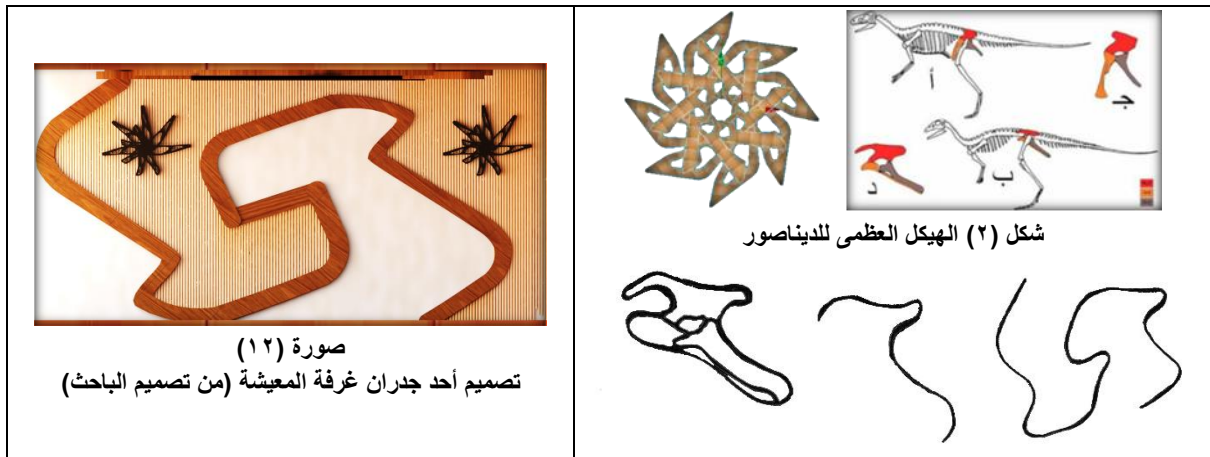 أ
ج
ب
د
شكل (٢) الهيكل العظمى للديناصور
صورة (١٢)
تصميم أحد جدران غرفة المعيشة (من تصميم الباحث)